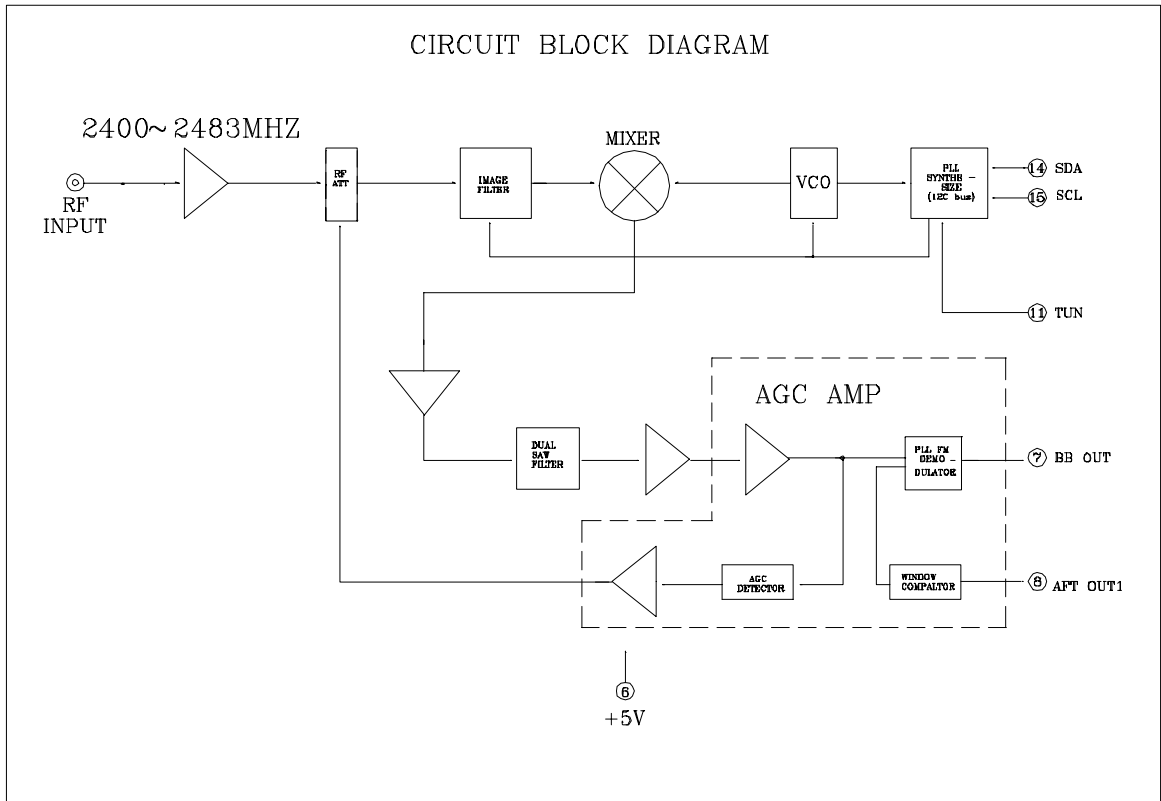 CIRCUIT BLOCK DIAGRAM
2400~2483MHZ
RF
INPUT
RF
ATT
IMAGE
FILTER
MIXER
VCO
PLL
SYNTHE -
SIZE
(I2C bus)
14 SDA
15 SCL
11 TUN
AGC AMP
DUAL
SAW
FILTER
PLL FM
DEMO -
DULATOR
7 BB OUT
AGC
DETECTOR
WINDOW
COMPALTOR
8 AFT OUT1
6
+5V